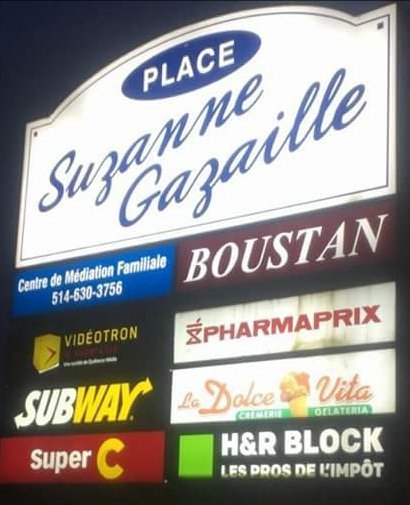 PLACE
Suzanne
Gazaille
Centre de Médiation Familiale
514-630-3756
BOUSTAN
VIDÉOTRON
PHARMAPRIX
SUBWAY
La Dolce Vita
CRÉMERIE GELATERIA
Super C
H&R BLOCK
LES PROS DE L'IMPÔT